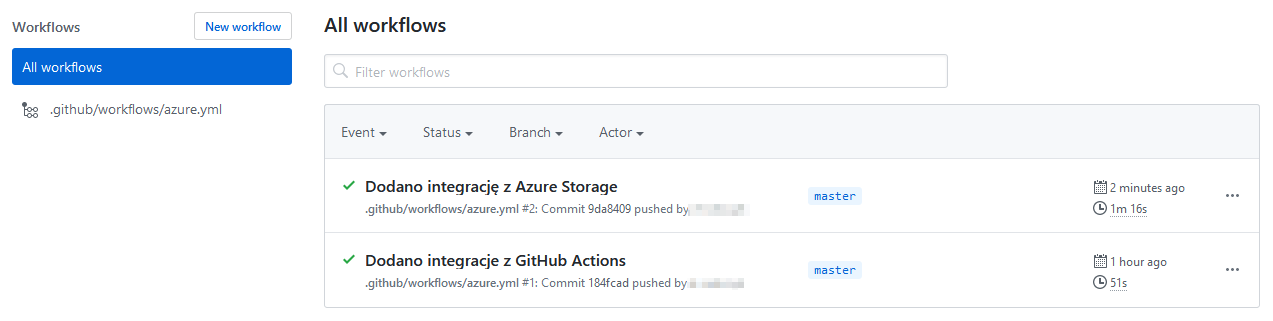 Workflows
New workflow
All workflows
.github/workflows/azure.yml
All workflows
Filter workflows
Event
Status
Branch
Actor
Dodano integrację z Azure Storage
.github/workflows/azure.yml #2: Commit 9da8409 pushed by
master
2 minutes ago
1m 16s
Dodano integracje z GitHub Actions
.github/workflows/azure.yml #1: Commit 184fcad pushed by
master
1 hour ago
51s